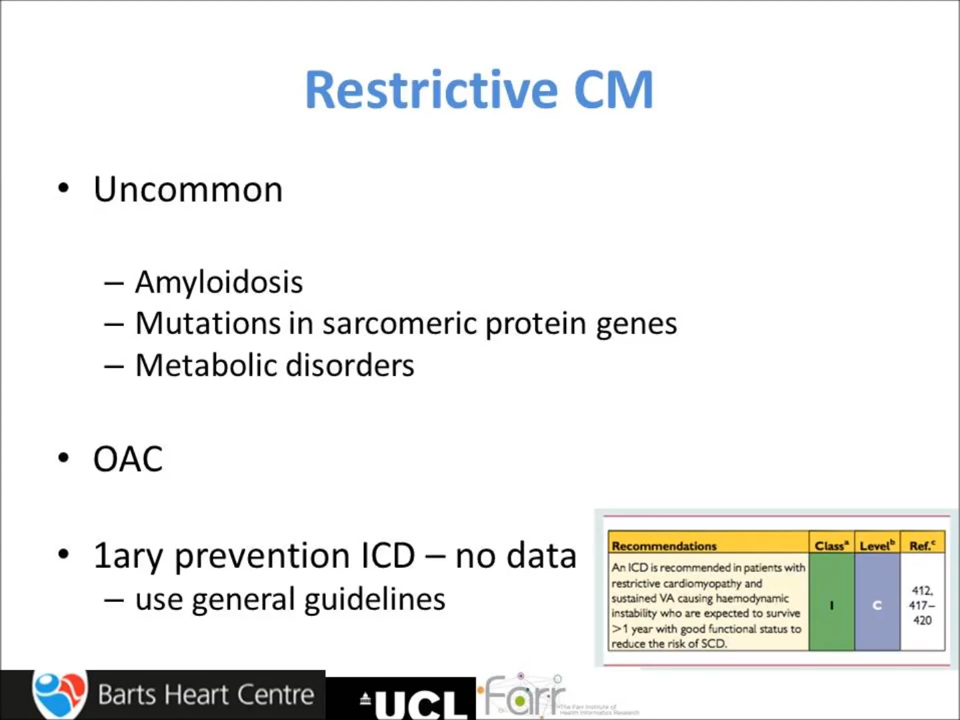 Restrictive CM
• Uncommon
– Amyloidosis
– Mutations in sarcomeric protein genes
– Metabolic disorders
• OAC
• 1ary prevention ICD – no data
– use general guidelines
Recommendations Classᵃ Levelᵇ Ref.ᶜ
An ICD is recommended in patients with
restrictive cardiomyopathy and
sustained VA causing haemodynamic
instability who are expected to survive
>1 year with good functional status to
reduce the risk of SCD.
I
C
412,
417–
420
Barts Heart Centre
UCL
Farr
The Farr Institute of
Health Informatics Research